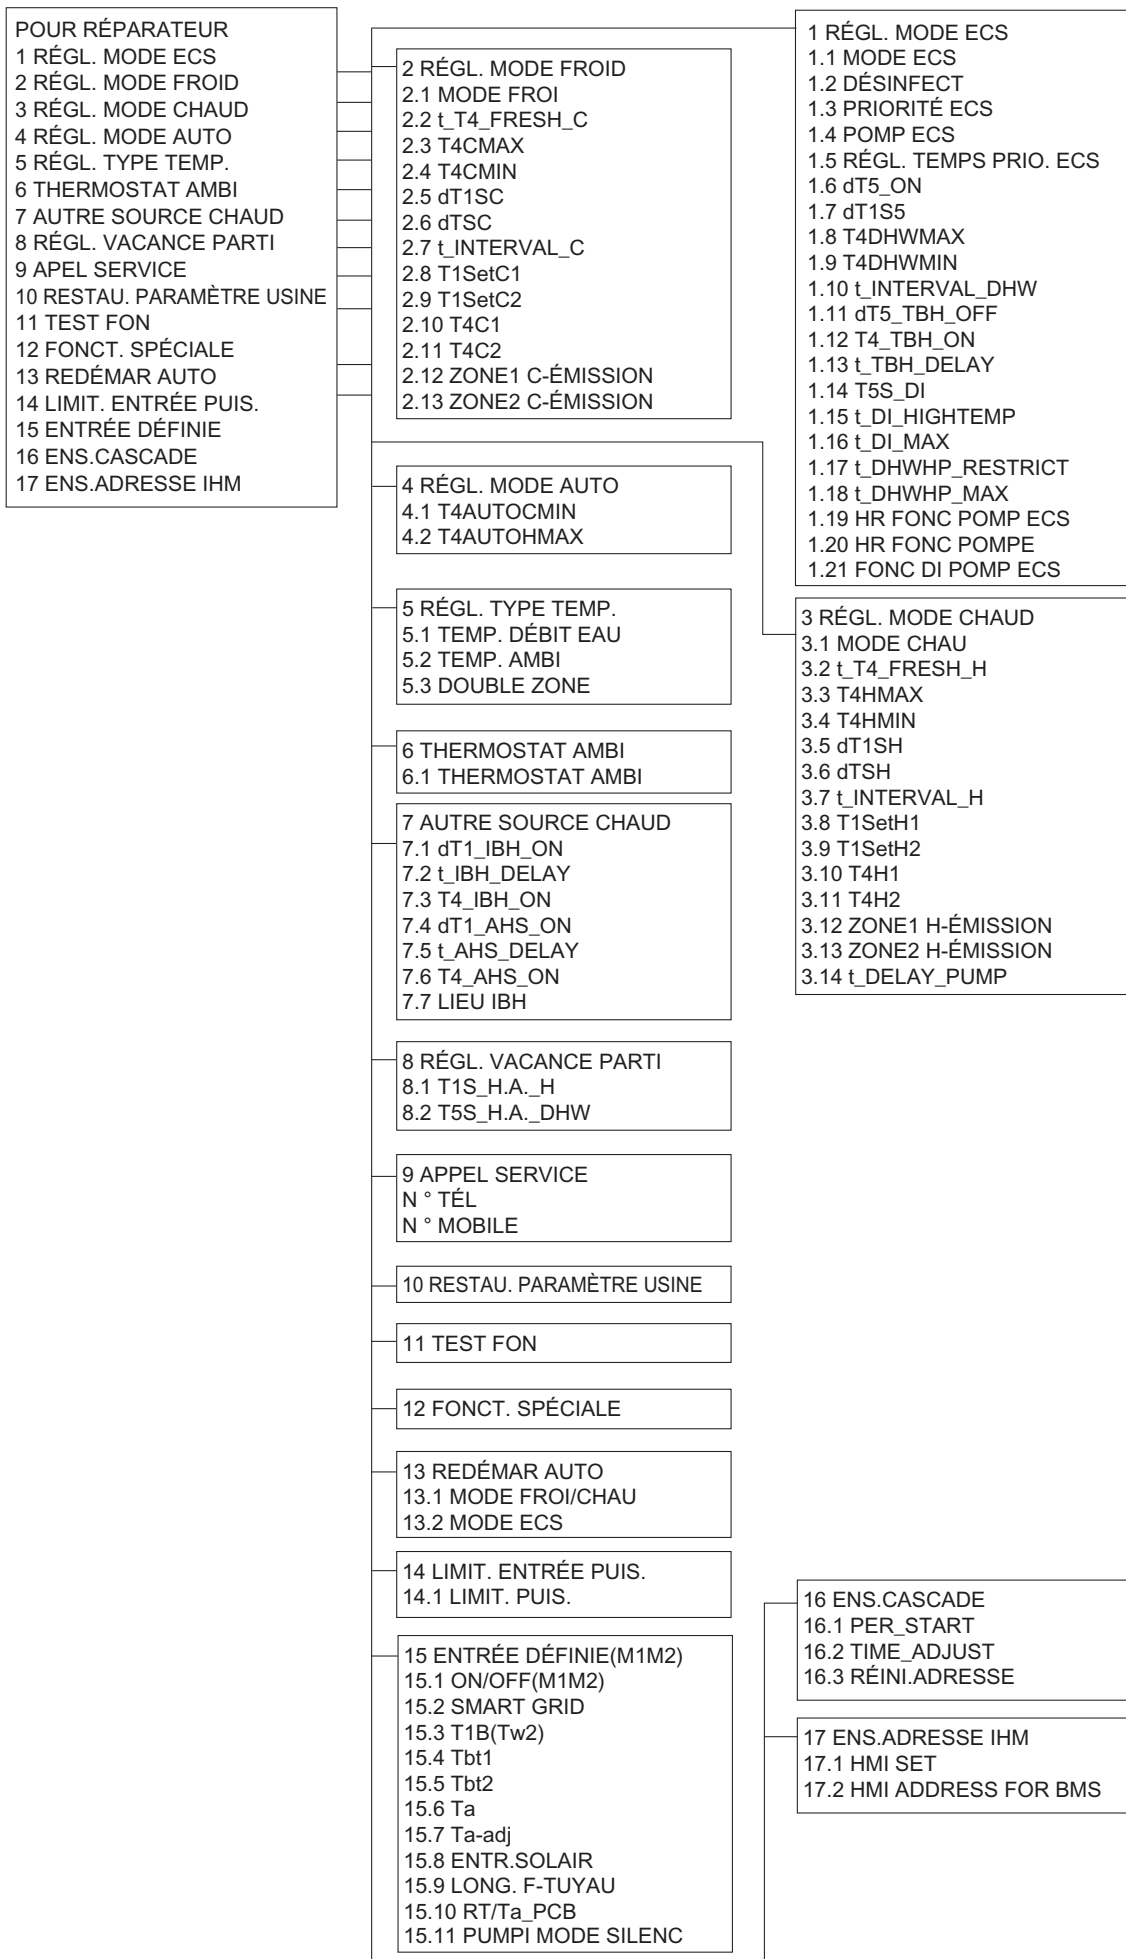 POUR RÉPARATEUR
1 RÉGL. MODE ECS
2 RÉGL. MODE FROID
3 RÉGL. MODE CHAUD
4 RÉGL. MODE AUTO
5 RÉGL. TYPE TEMP.
6 THERMOSTAT AMBI
7 AUTRE SOURCE CHAUD
8 RÉGL. VACANCE PARTI
9 APEL SERVICE
10 RESTAU. PARAMÈTRE USINE
11 TEST FON
12 FONCT. SPÉCIALE
13 REDÉMAR AUTO
14 LIMIT. ENTRÉE PUIS.
15 ENTRÉE DÉFINIE
16 ENS.CASCADE
17 ENS.ADRESSE IHM
1 RÉGL. MODE ECS
1.1 MODE ECS
1.2 DÉSINFECT
1.3 PRIORITÉ ECS
1.4 POMP ECS
1.5 RÉGL. TEMPS PRIO. ECS
1.6 dT5_ON
1.7 dT1S5
1.8 T4DHWMAX
1.9 T4DHWMIN
1.10 t_INTERVAL_DHW
1.11 dT5_TBH_OFF
1.12 T4_TBH_ON
1.13 t_TBH_DELAY
1.14 T5S_DI
1.15 t_DI_HIGHTEMP
1.16 t_DI_MAX
1.17 t_DHWHP_RESTRICT
1.18 t_DHWHP_MAX
1.19 HR FONC POMP ECS
1.20 HR FONC POMPE
1.21 FONC DI POMP ECS
2 RÉGL. MODE FROID
2.1 MODE FROI
2.2 t_T4_FRESH_C
2.3 T4CMAX
2.4 T4CMIN
2.5 dT1SC
2.6 dTSC
2.7 t_INTERVAL_C
2.8 T1SetC1
2.9 T1SetC2
2.10 T4C1
2.11 T4C2
2.12 ZONE1 C-ÉMISSION
2.13 ZONE2 C-ÉMISSION
3 RÉGL. MODE CHAUD
3.1 MODE CHAU
3.2 t_T4_FRESH_H
3.3 T4HMAX
3.4 T4HMIN
3.5 dT1SH
3.6 dTSH
3.7 t_INTERVAL_H
3.8 T1SetH1
3.9 T1SetH2
3.10 T4H1
3.11 T4H2
3.12 ZONE1 H-ÉMISSION
3.13 ZONE2 H-ÉMISSION
3.14 t_DELAY_PUMP
4 RÉGL. MODE AUTO
4.1 T4AUTOCMIN
4.2 T4AUTOHMAX
5 RÉGL. TYPE TEMP.
5.1 TEMP. DÉBIT EAU
5.2 TEMP. AMBI
5.3 DOUBLE ZONE
6 THERMOSTAT AMBI
6.1 THERMOSTAT AMBI
7 AUTRE SOURCE CHAUD
7.1 dT1_IBH_ON
7.2 t_IBH_DELAY
7.3 T4_IBH_ON
7.4 dT1_AHS_ON
7.5 t_AHS_DELAY
7.6 T4_AHS_ON
7.7 LIEU IBH
8 RÉGL. VACANCE PARTI
8.1 T1S_H.A._H
8.2 T5S_H.A._DHW
9 APPEL SERVICE
N ° TÉL
N ° MOBILE
10 RESTAU. PARAMÈTRE USINE
11 TEST FON
12 FONCT. SPÉCIALE
13 REDÉMAR AUTO
13.1 MODE FROI/CHAU
13.2 MODE ECS
14 LIMIT. ENTRÉE PUIS.
14.1 LIMIT. PUIS.
15 ENTRÉE DÉFINIE(M1M2)
15.1 ON/OFF(M1M2)
15.2 SMART GRID
15.3 T1B(Tw2)
15.4 Tbt1
15.5 Tbt2
15.6 Ta
15.7 Ta-adj
15.8 ENTR.SOLAIR
15.9 LONG. F-TUYAU
15.10 RT/Ta_PCB
15.11 PUMPI MODE SILENC
16 ENS.CASCADE
16.1 PER_START
16.2 TIME_ADJUST
16.3 RÉINI.ADRESSE
17 ENS.ADRESSE IHM
17.1 HMI SET
17.2 HMI ADDRESS FOR BMS